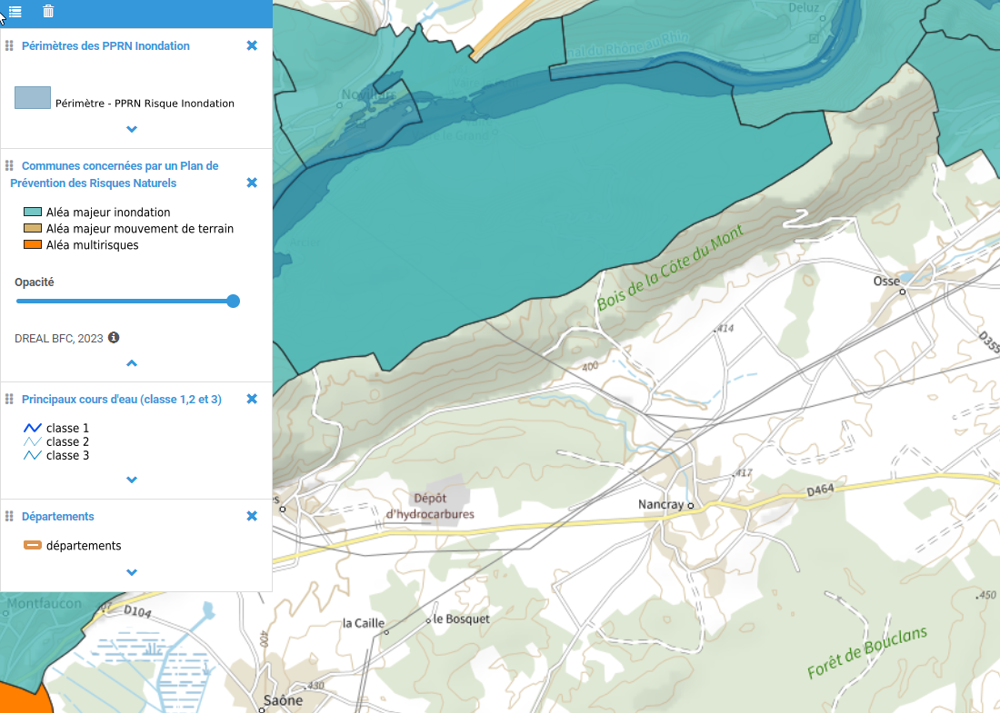 Périmètres des PPRN Inondation
Périmètre - PPRN Risque Inondation
Communes concernées par un Plan de
Prévention des Risques Naturels
Aléa majeur inondation
Aléa majeur mouvement de terrain
Aléa multirisques
Opacité
DREAL BFC, 2023
Principaux cours d'eau (classe 1,2 et 3)
classe 1
classe 2
classe 3
Départements
départements
Deluz
nal du Rhône au Rhin
Novillars
Bois de la Côte du Mont
Osse
414
D355
400
417
Dépôt
d'hydrocarbures
s
Nancray
D464
Montfaucon
D104
la Caille
le Bosquet
450
400
Forêt de Bouclans
430
Saône